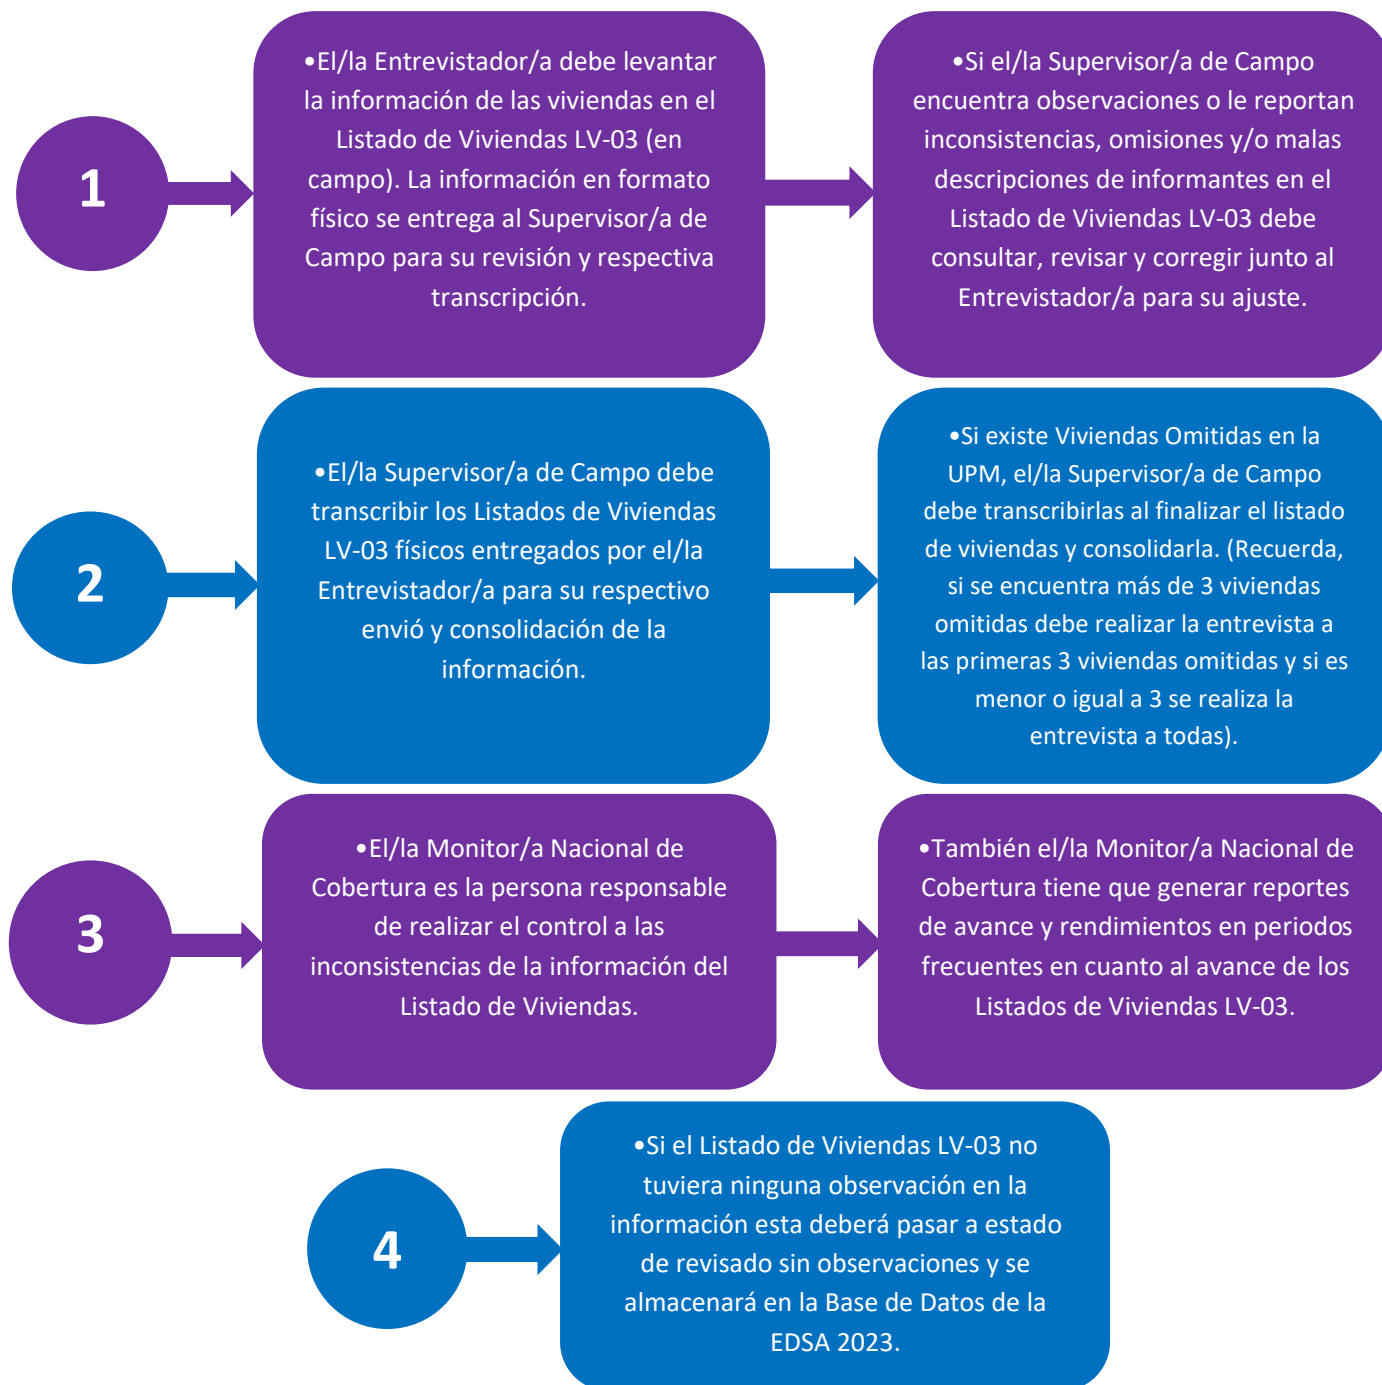 1
•El/la Entrevistador/a debe levantar
la información de las viviendas en el
Listado de Viviendas LV-03 (en
campo). La información en formato
físico se entrega al Supervisor/a de
Campo para su revisión y respectiva
transcripción.
•Si el/la Supervisor/a de Campo
encuentra observaciones o le reportan
inconsistencias, omisiones y/o malas
descripciones de informantes en el
Listado de Viviendas LV-03 debe
consultar, revisar y corregir junto al
Entrevistador/a para su ajuste.
2
•El/la Supervisor/a de Campo debe
transcribir los Listados de Viviendas
LV-03 físicos entregados por el/la
Entrevistador/a para su respectivo
envió y consolidación de la
información.
•Si existe Viviendas Omitidas en la
UPM, el/la Supervisor/a de Campo
debe transcribirlas al finalizar el listado
de viviendas y consolidarla. (Recuerda,
si se encuentra más de 3 viviendas
omitidas debe realizar la entrevista a
las primeras 3 viviendas omitidas y si es
menor o igual a 3 se realiza la
entrevista a todas).
3
•El/la Monitor/a Nacional de
Cobertura es la persona responsable
de realizar el control a las
inconsistencias de la información del
Listado de Viviendas.
•También el/la Monitor/a Nacional de
Cobertura tiene que generar reportes
de avance y rendimientos en periodos
frecuentes en cuanto al avance de los
Listados de Viviendas LV-03.
4
•Si el Listado de Viviendas LV-03 no
tuviera ninguna observación en la
información esta deberá pasar a estado
de revisado sin observaciones y se
almacenará en la Base de Datos de la
EDSA 2023.